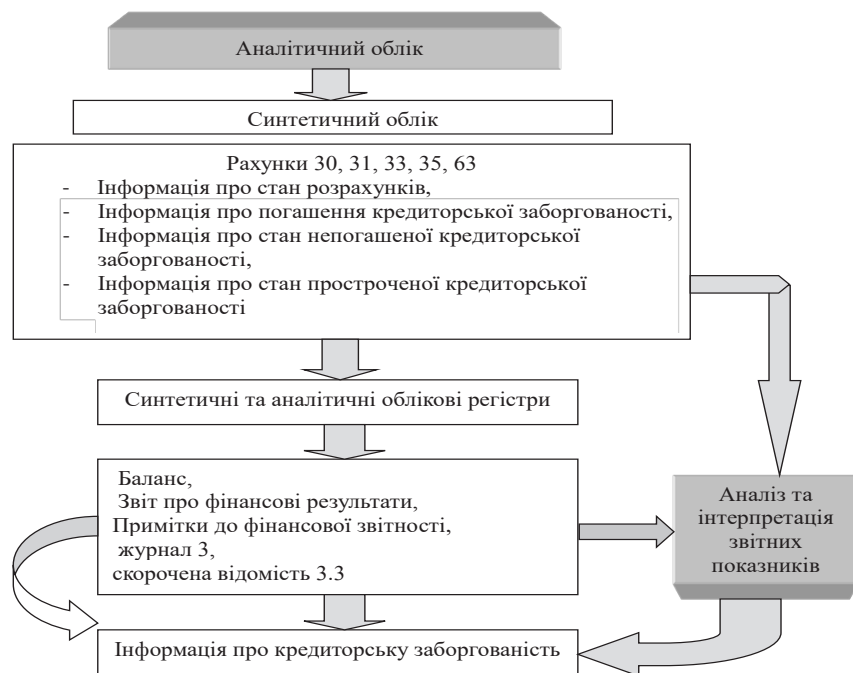 Аналітичний облік
Синтетичний облік
Рахунки 30, 31, 33, 35, 63
- Інформація про стан розрахунків,
- Інформація про погашення кредиторської заборгованості,
- Інформація про стан непогашеної кредиторської
заборгованості,
- Інформація про стан простроченої кредиторської
заборгованості
Синтетичні та аналітичні облікові регістри
Баланс,
Звіт про фінансові результати,
Примітки до фінансової звітності,
журнал 3,
скорочена відомість 3.3
Аналіз та
інтерпретація
звітних
показників
Інформація про кредиторську заборгованість